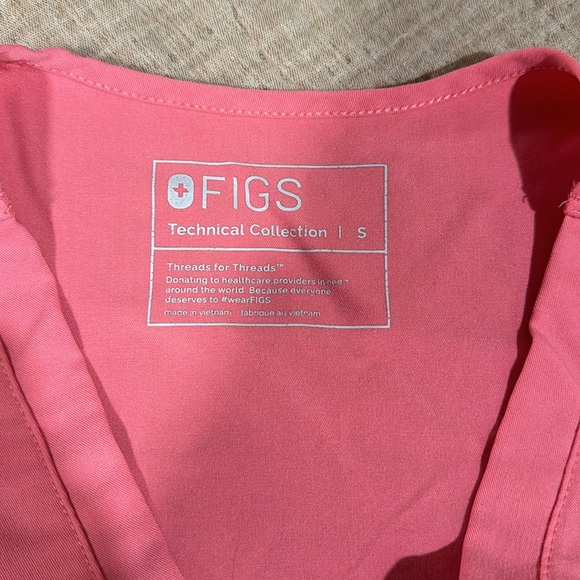 FIGS
Technical Collection | S
Threads for Threads™
Donating to healthcare providers in need
around the world. Because everyone
deserves to #wearFIGS
made in vietnam fabriqué au vietnam